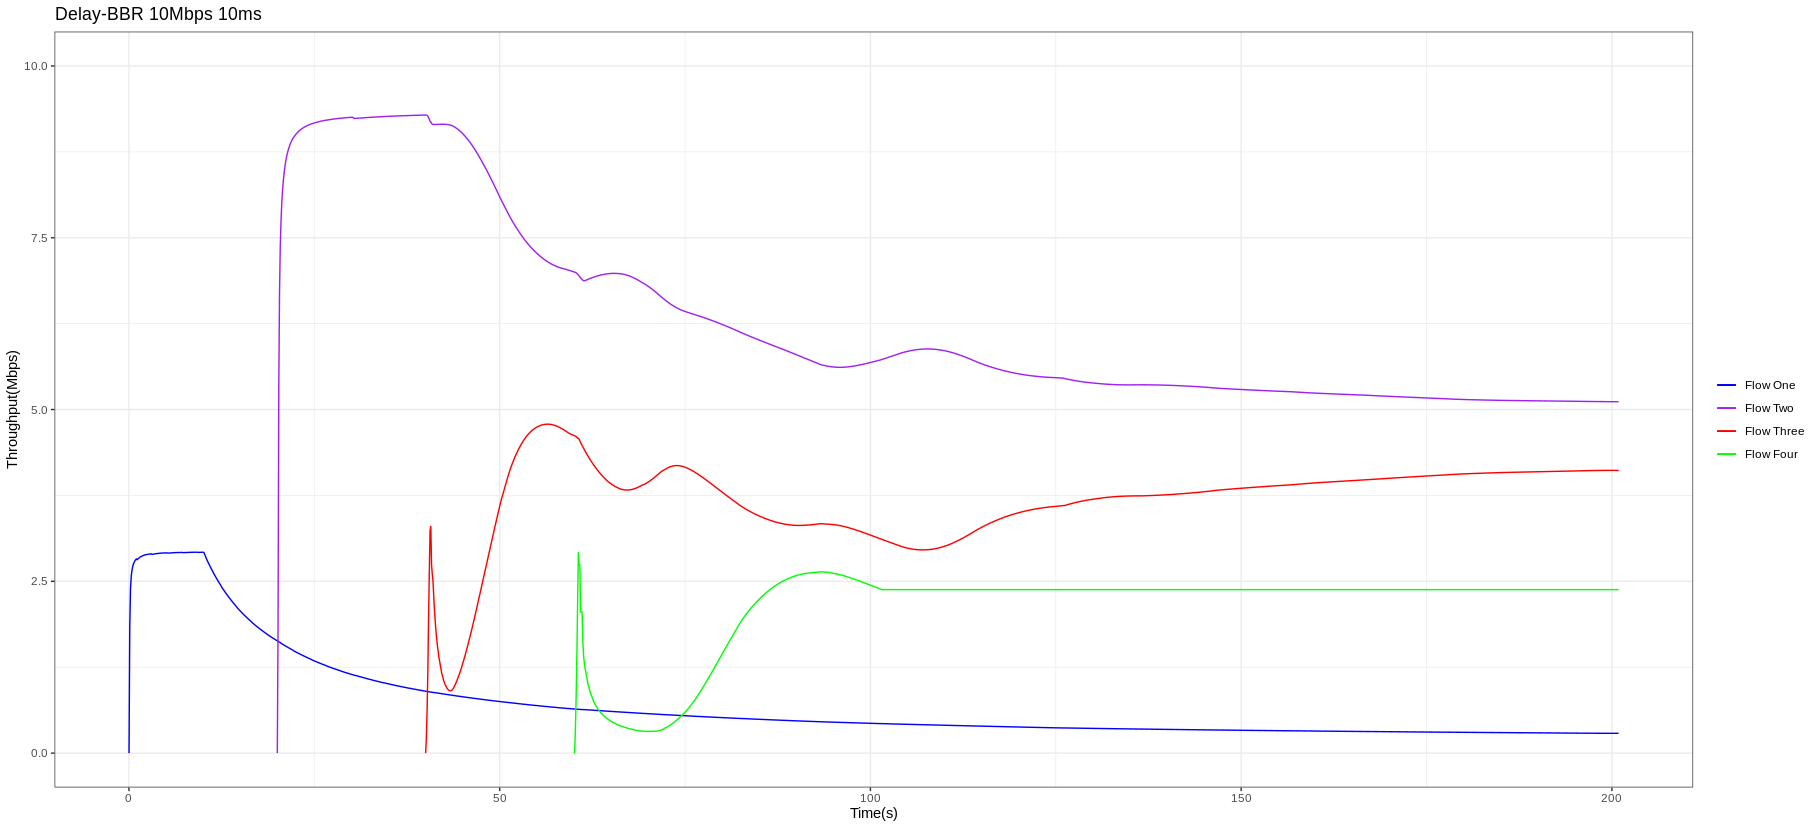 Delay-BBR 10Mbps 10ms
10.0
7.5
5.0
2.5
0.0
Throughput(Mbps)
0 50 100 150 200
Time(s)
Flow One
Flow Two
Flow Three
Flow Four